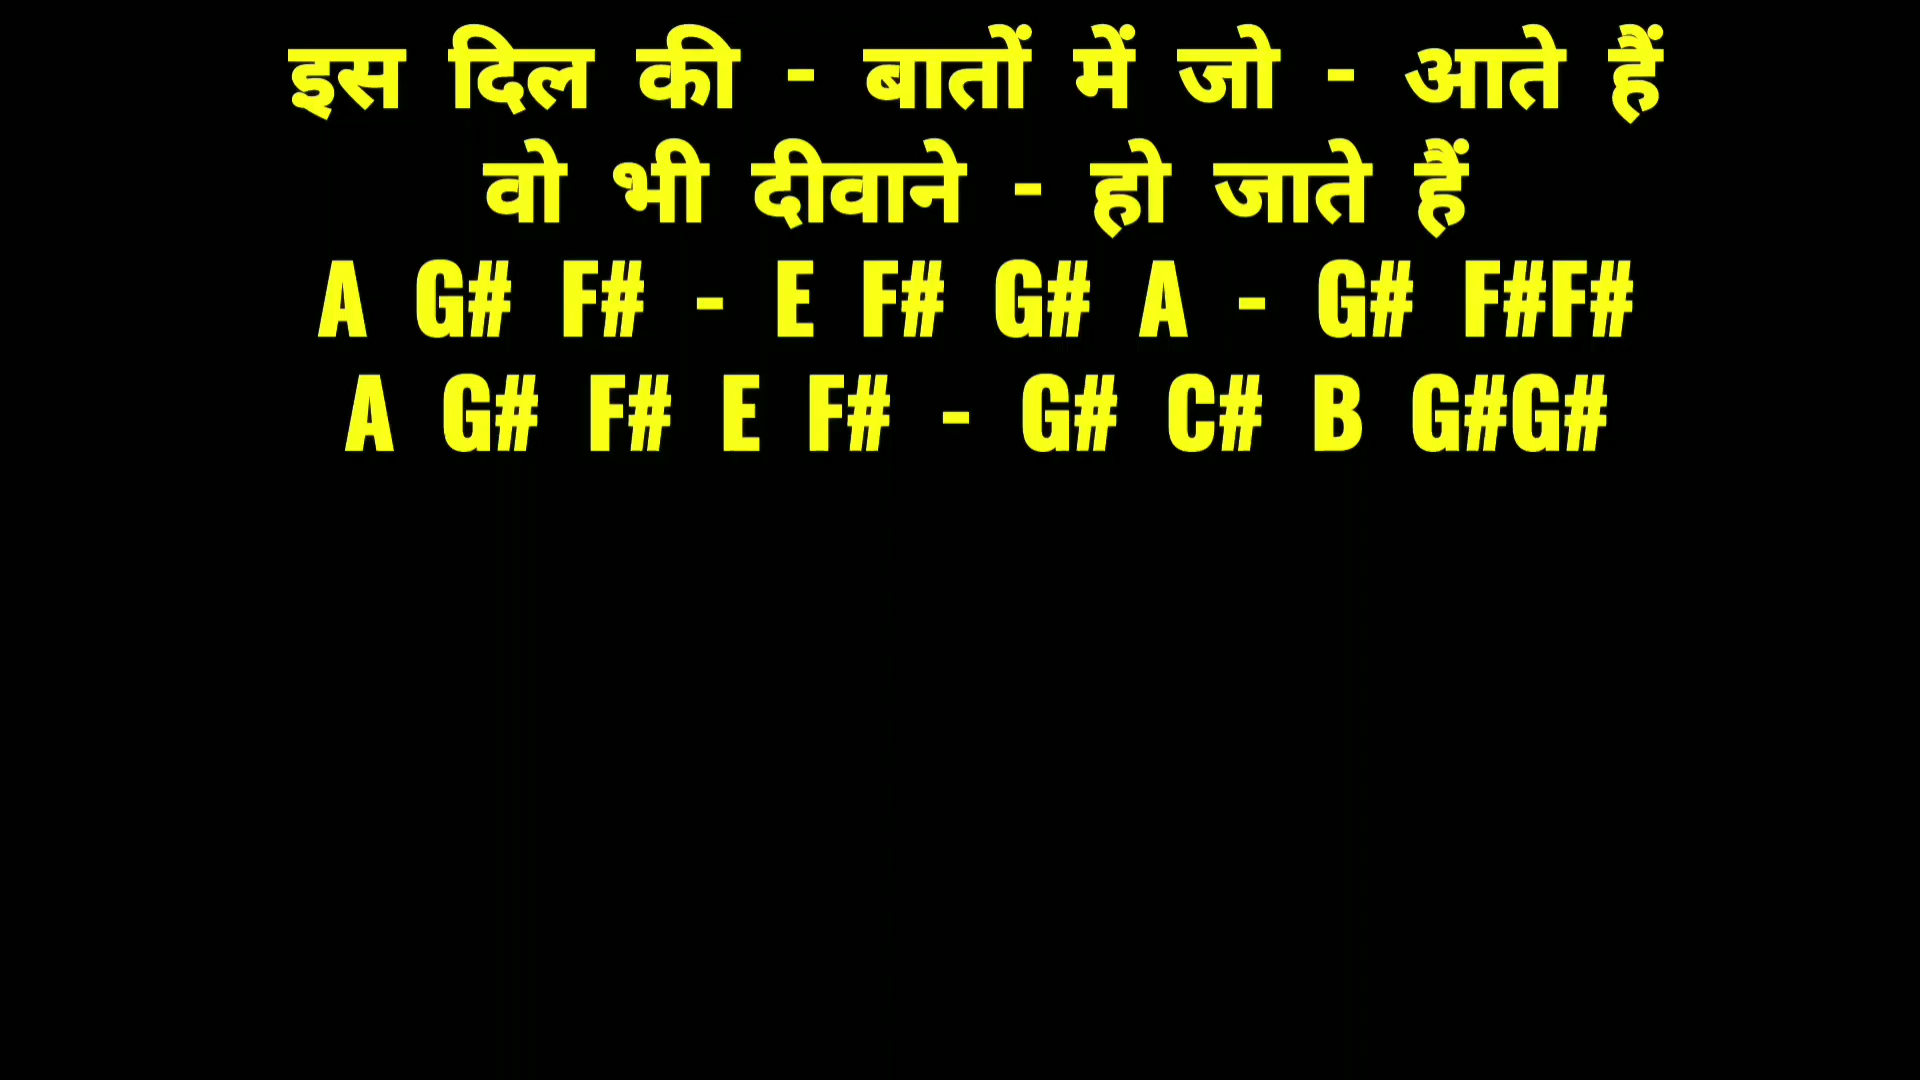 इस दिल की - बातों में जो - आते हैं
वो भी दीवाने - हो जाते हैं
A G# F# - E F# G# A - G# F#F#
A G# F# E F# - G# C# B G#G#